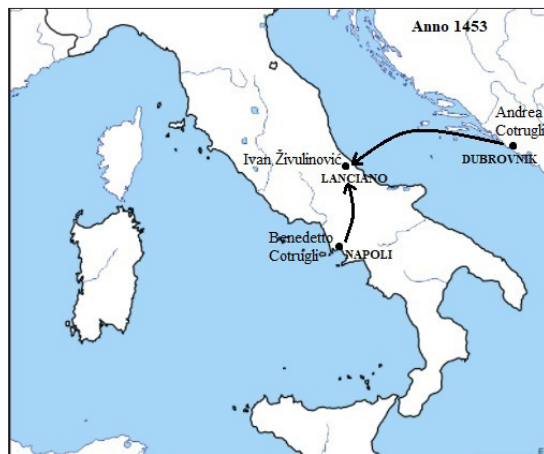 Anno 1453
Andrea
Cotrugli
DUBROVNIK
Ivan Živulinović
LANCIANO
Benedetto
Cotrugli
NAPOLI